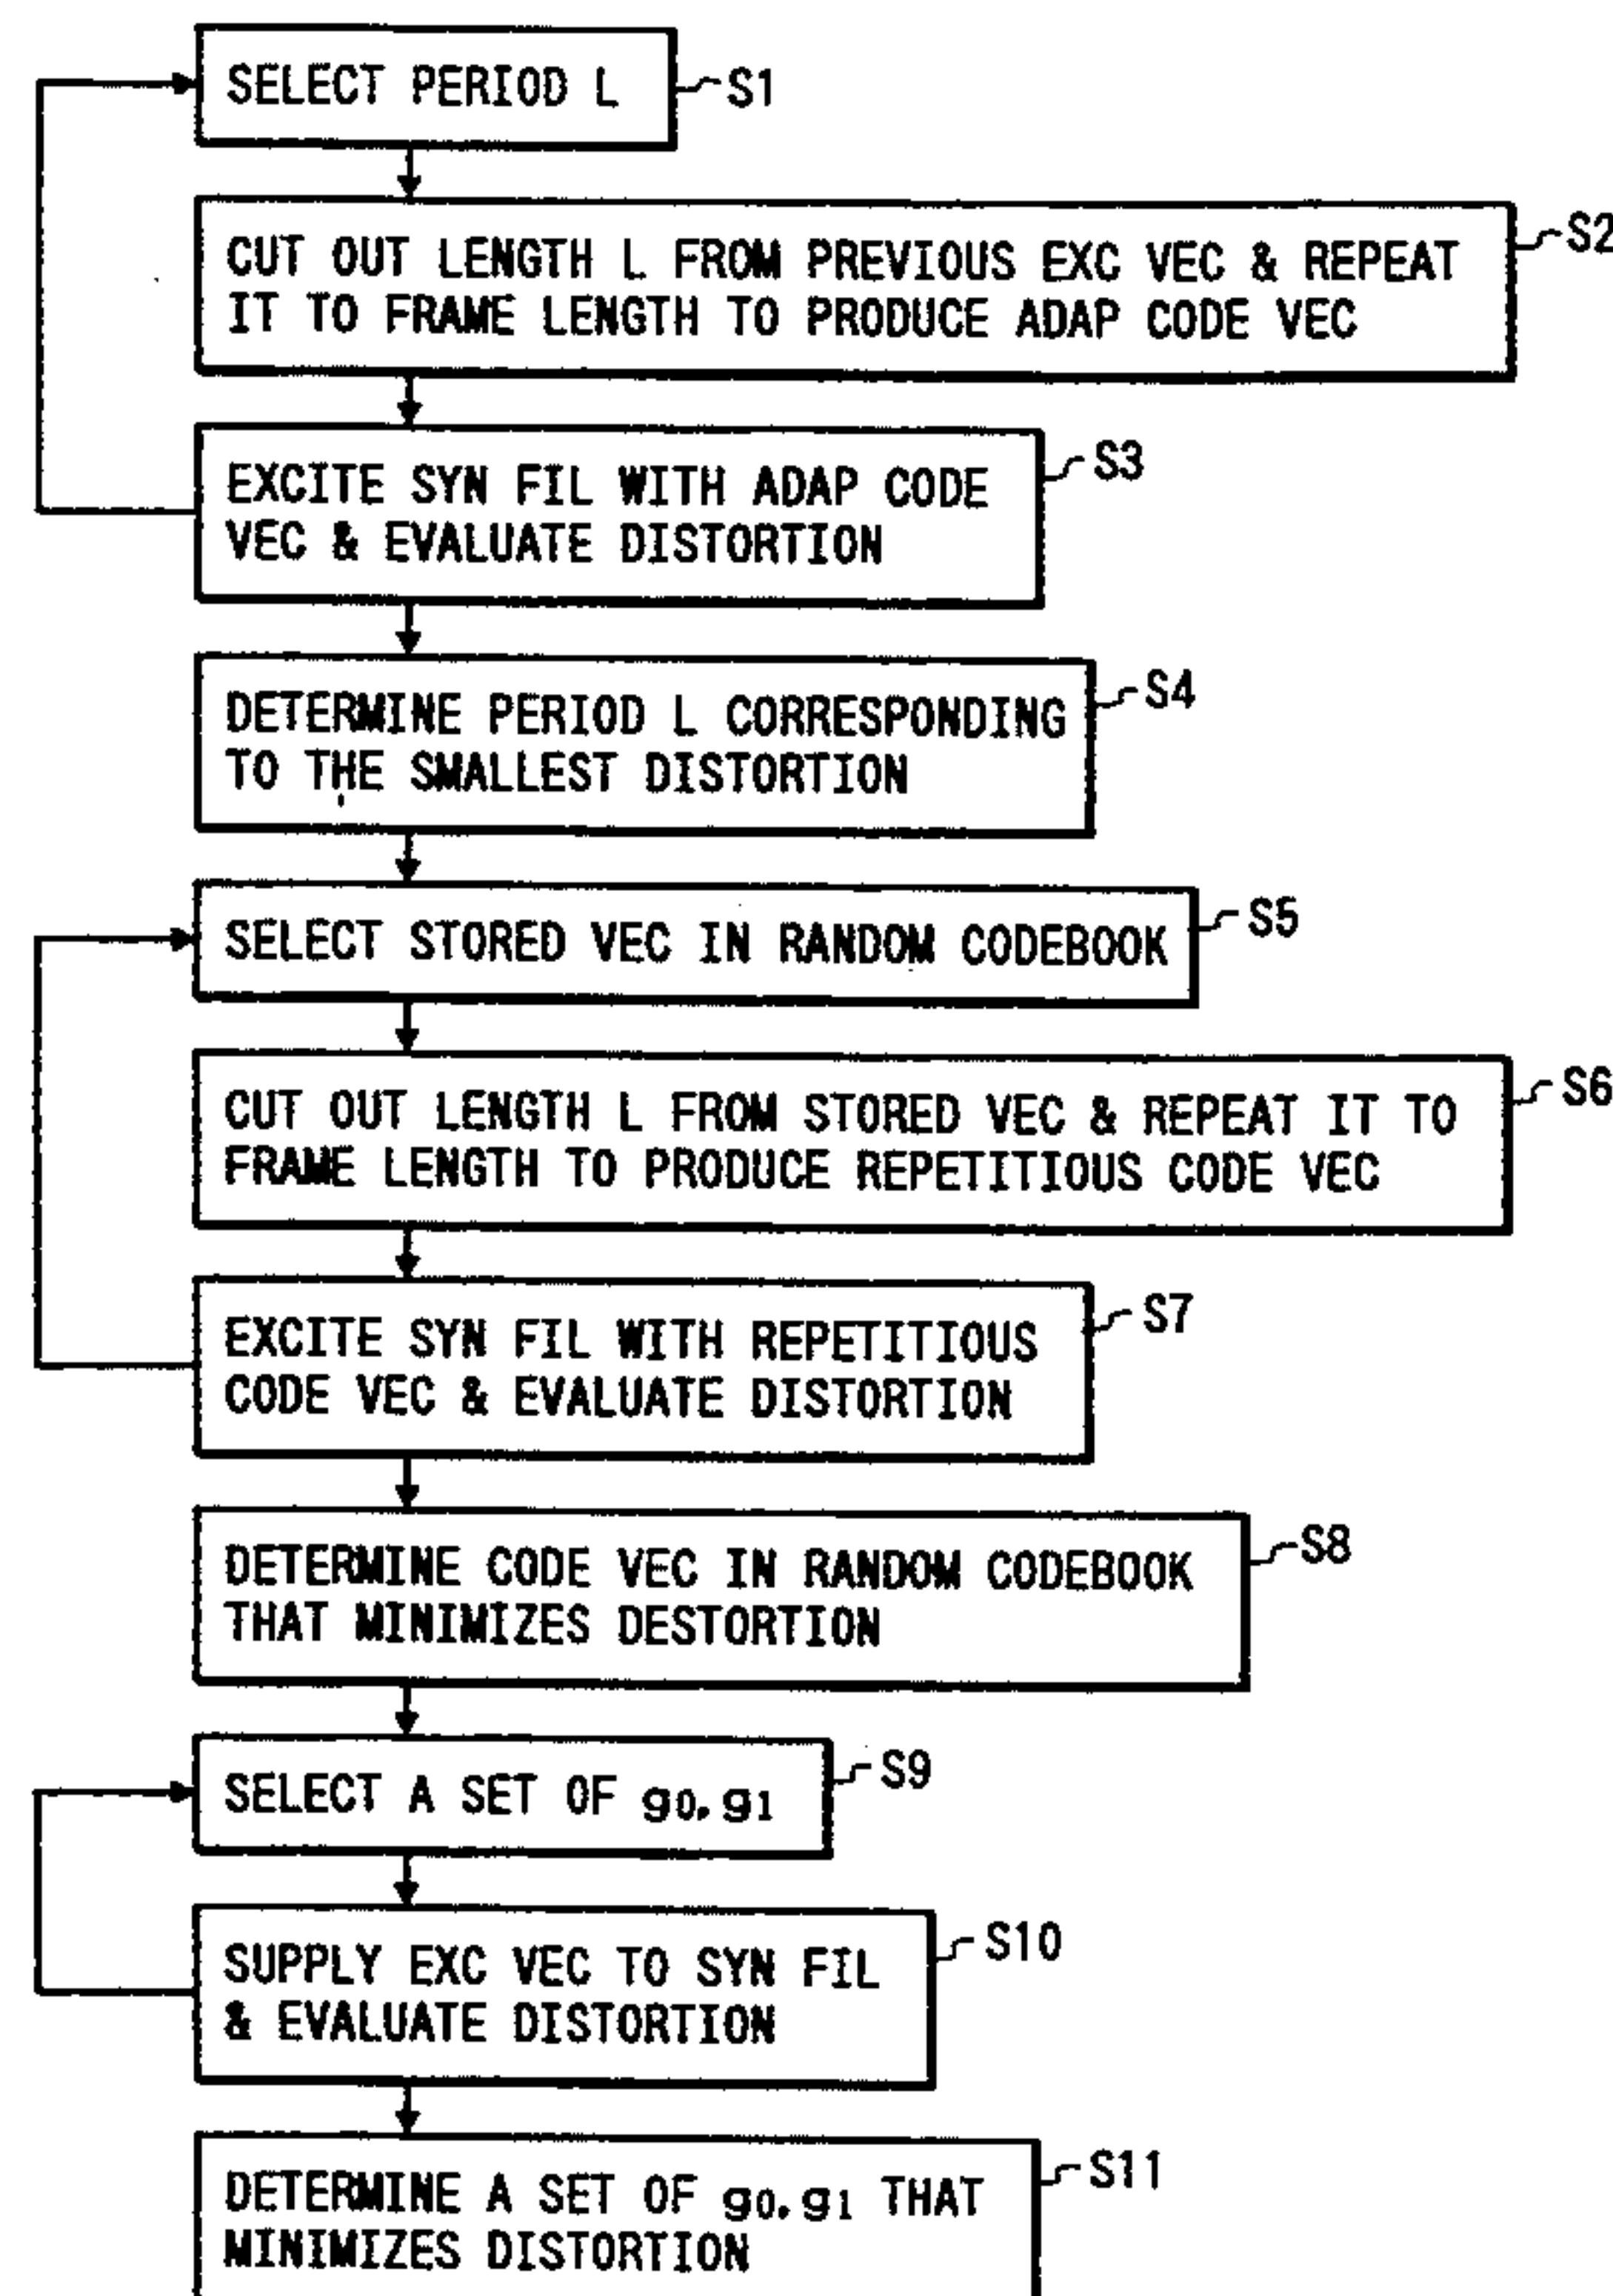 SELECT PERIOD L
S1
CUT OUT LENGTH L FROM PREVIOUS EXC VEC & REPEAT
IT TO FRAME LENGTH TO PRODUCE ADAP CODE VEC
S2
EXCITE SYN FIL WITH ADAP CODE
VEC & EVALUATE DISTORTION
S3
DETERMINE PERIOD L CORRESPONDING
TO THE SMALLEST DISTORTION
S4
SELECT STORED VEC IN RANDOM CODEBOOK
S5
CUT OUT LENGTH L FROM STORED VEC & REPEAT IT TO
FRAME LENGTH TO PRODUCE REPETITIOUS CODE VEC
S6
EXCITE SYN FIL WITH REPETITIOUS
CODE VEC & EVALUATE DISTORTION
S7
DETERMINE CODE VEC IN RANDOM CODEBOOK
THAT MINIMIZES DESTORTION
S8
SELECT A SET OF g0,g1
S9
SUPPLY EXC VEC TO SYN FIL
& EVALUATE DISTORTION
S10
DETERMINE A SET OF g0,g1 THAT
MINIMIZES DISTORTION
S11